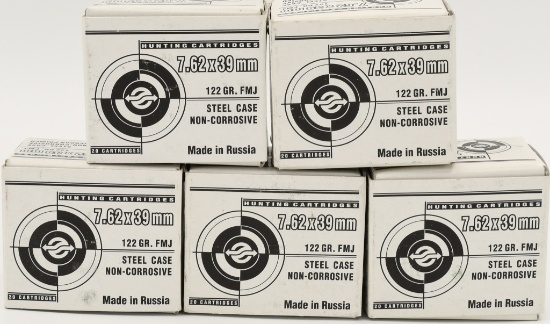 HUNTING CARTRIDGES
7.62x39mm
122 GR. FMJ
STEEL CASE
NON-CORROSIVE
Made in Russia
20 CARTRIDGES
HUNTING CARTRIDGES
7.62x39mm
122 GR. FMJ
STEEL CASE
NON-CORROSIVE
Made in Russia
20 CARTRIDGES
HUNTING CARTRIDGES
7.62x39mm
122 GR. FMJ
STEEL CASE
NON-CORROSIVE
Made in Russia
20 CARTRIDGES
HUNTING CARTRIDGES
7.62x39mm
122 GR. FMJ
STEEL CASE
NON-CORROSIVE
Made in Russia
20 CARTRIDGES
HUNTING CARTRIDGES
7.62x39mm
122 GR. FMJ
STEEL CASE
NON-CORROSIVE
Made in Russia
20 CARTRIDGES